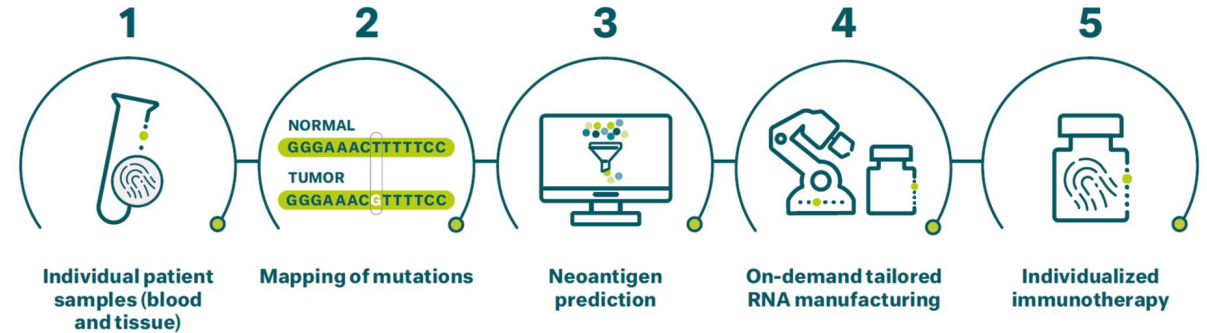 1
2
3
4
5
NORMAL
GGGAAACTTTTTCC
TUMOR
GGGAAACGTTTTCC
Individual patient
samples (blood
and tissue)
Mapping of mutations
Neoantigen
prediction
On-demand tailored
RNA manufacturing
Individualized
immunotherapy